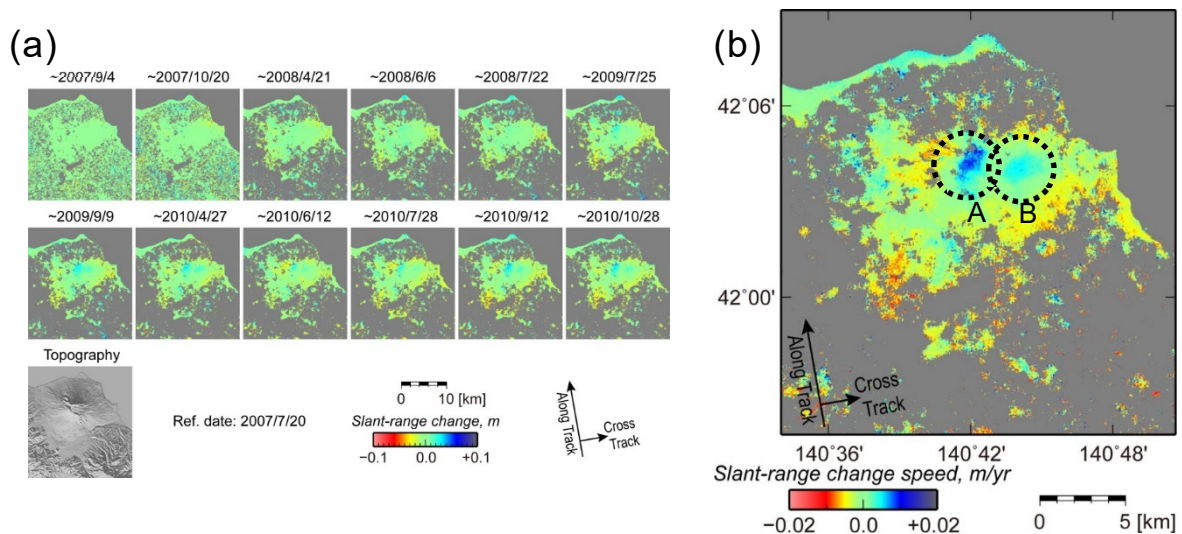 (a)
~2007/9/4 ~2007/10/20 ~2008/4/21 ~2008/6/6 ~2008/7/22 ~2009/7/25
~2009/9/9 ~2010/4/27 ~2010/6/12 ~2010/7/28 ~2010/9/12 ~2010/10/28
Topography
Ref. date: 2007/7/20
0 10 [km]
Slant-range change, m
−0.1 0.0 +0.1
Along Track
Cross
Track
(b)
42°06'
42°00'
A B
Along Track
Cross
Track
140°36' 140°42' 140°48'
Slant-range change speed, m/yr
−0.02 0.0 +0.02
0 5 [km]